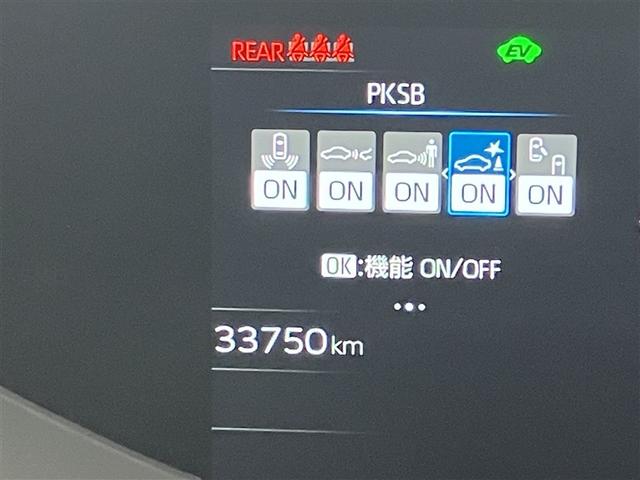 REAR EV
PKSB
ON ON ON ON ON
OK:機能 ON/OFF
33750km